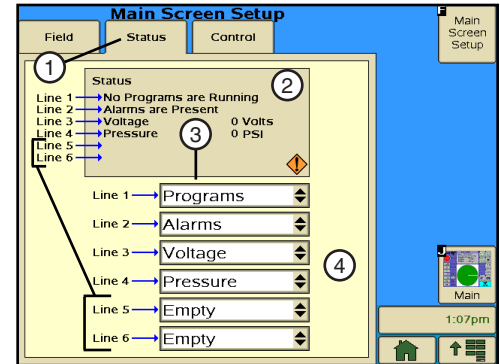 Main Screen Setup
F
Main
Screen
Setup
Field
Status
Control
1
2
Status
Line 1 No Programs are Running
Line 2 Alarms are Present
Line 3 Voltage 0 Volts
Line 4 Pressure 0 PSI
Line 5
Line 6
3
Line 1 Programs
Line 2 Alarms
Line 3 Voltage
Line 4 Pressure
Line 5 Empty
Line 6 Empty
4
J
Main
1:07pm